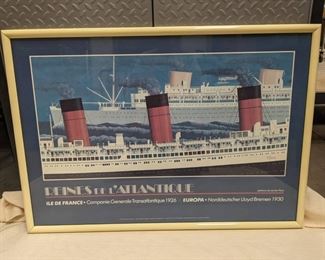 REINES DE L'ATLANTIQUE
ILE DE FRANCE • Compagnie Generale Transatlantique 1926 EUROPA • Norddeutscher Lloyd Bremen 1930